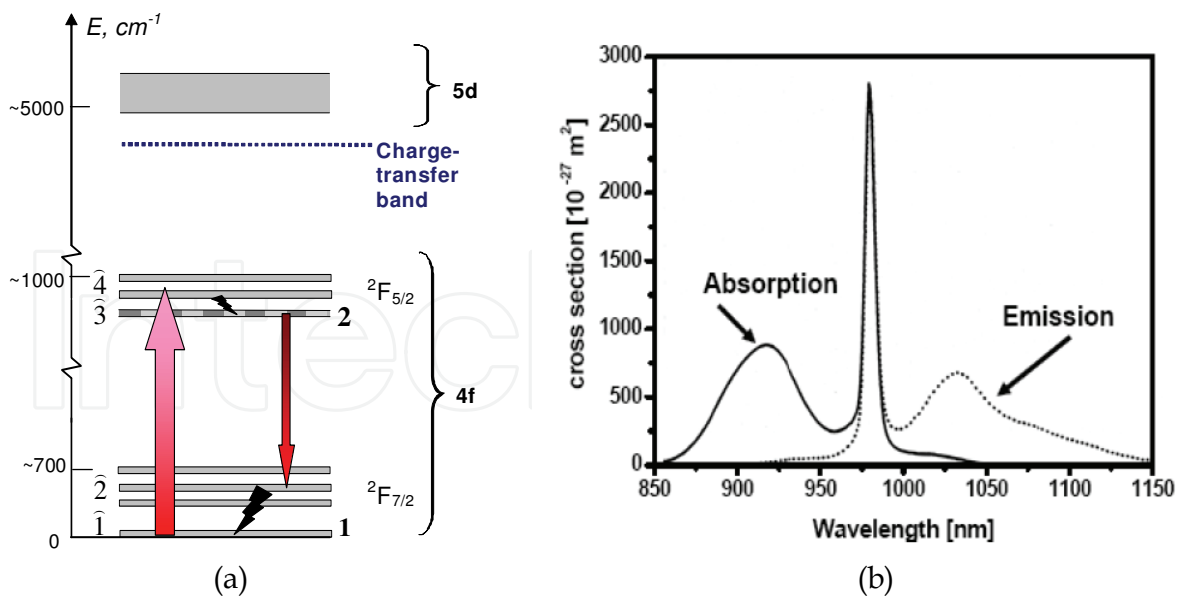 E, cm-1
~5000
5d
Charge-
transfer
band
~1000
4
2F5/2
3
2
4f
~700
2
2F7/2
1
1
0
(a)
3000
2500
2000
1500
1000
500
0
cross section [10-27 m2]
Absorption
Emission
850 900 950 1000 1050 1100 1150
Wavelength [nm]
(b)